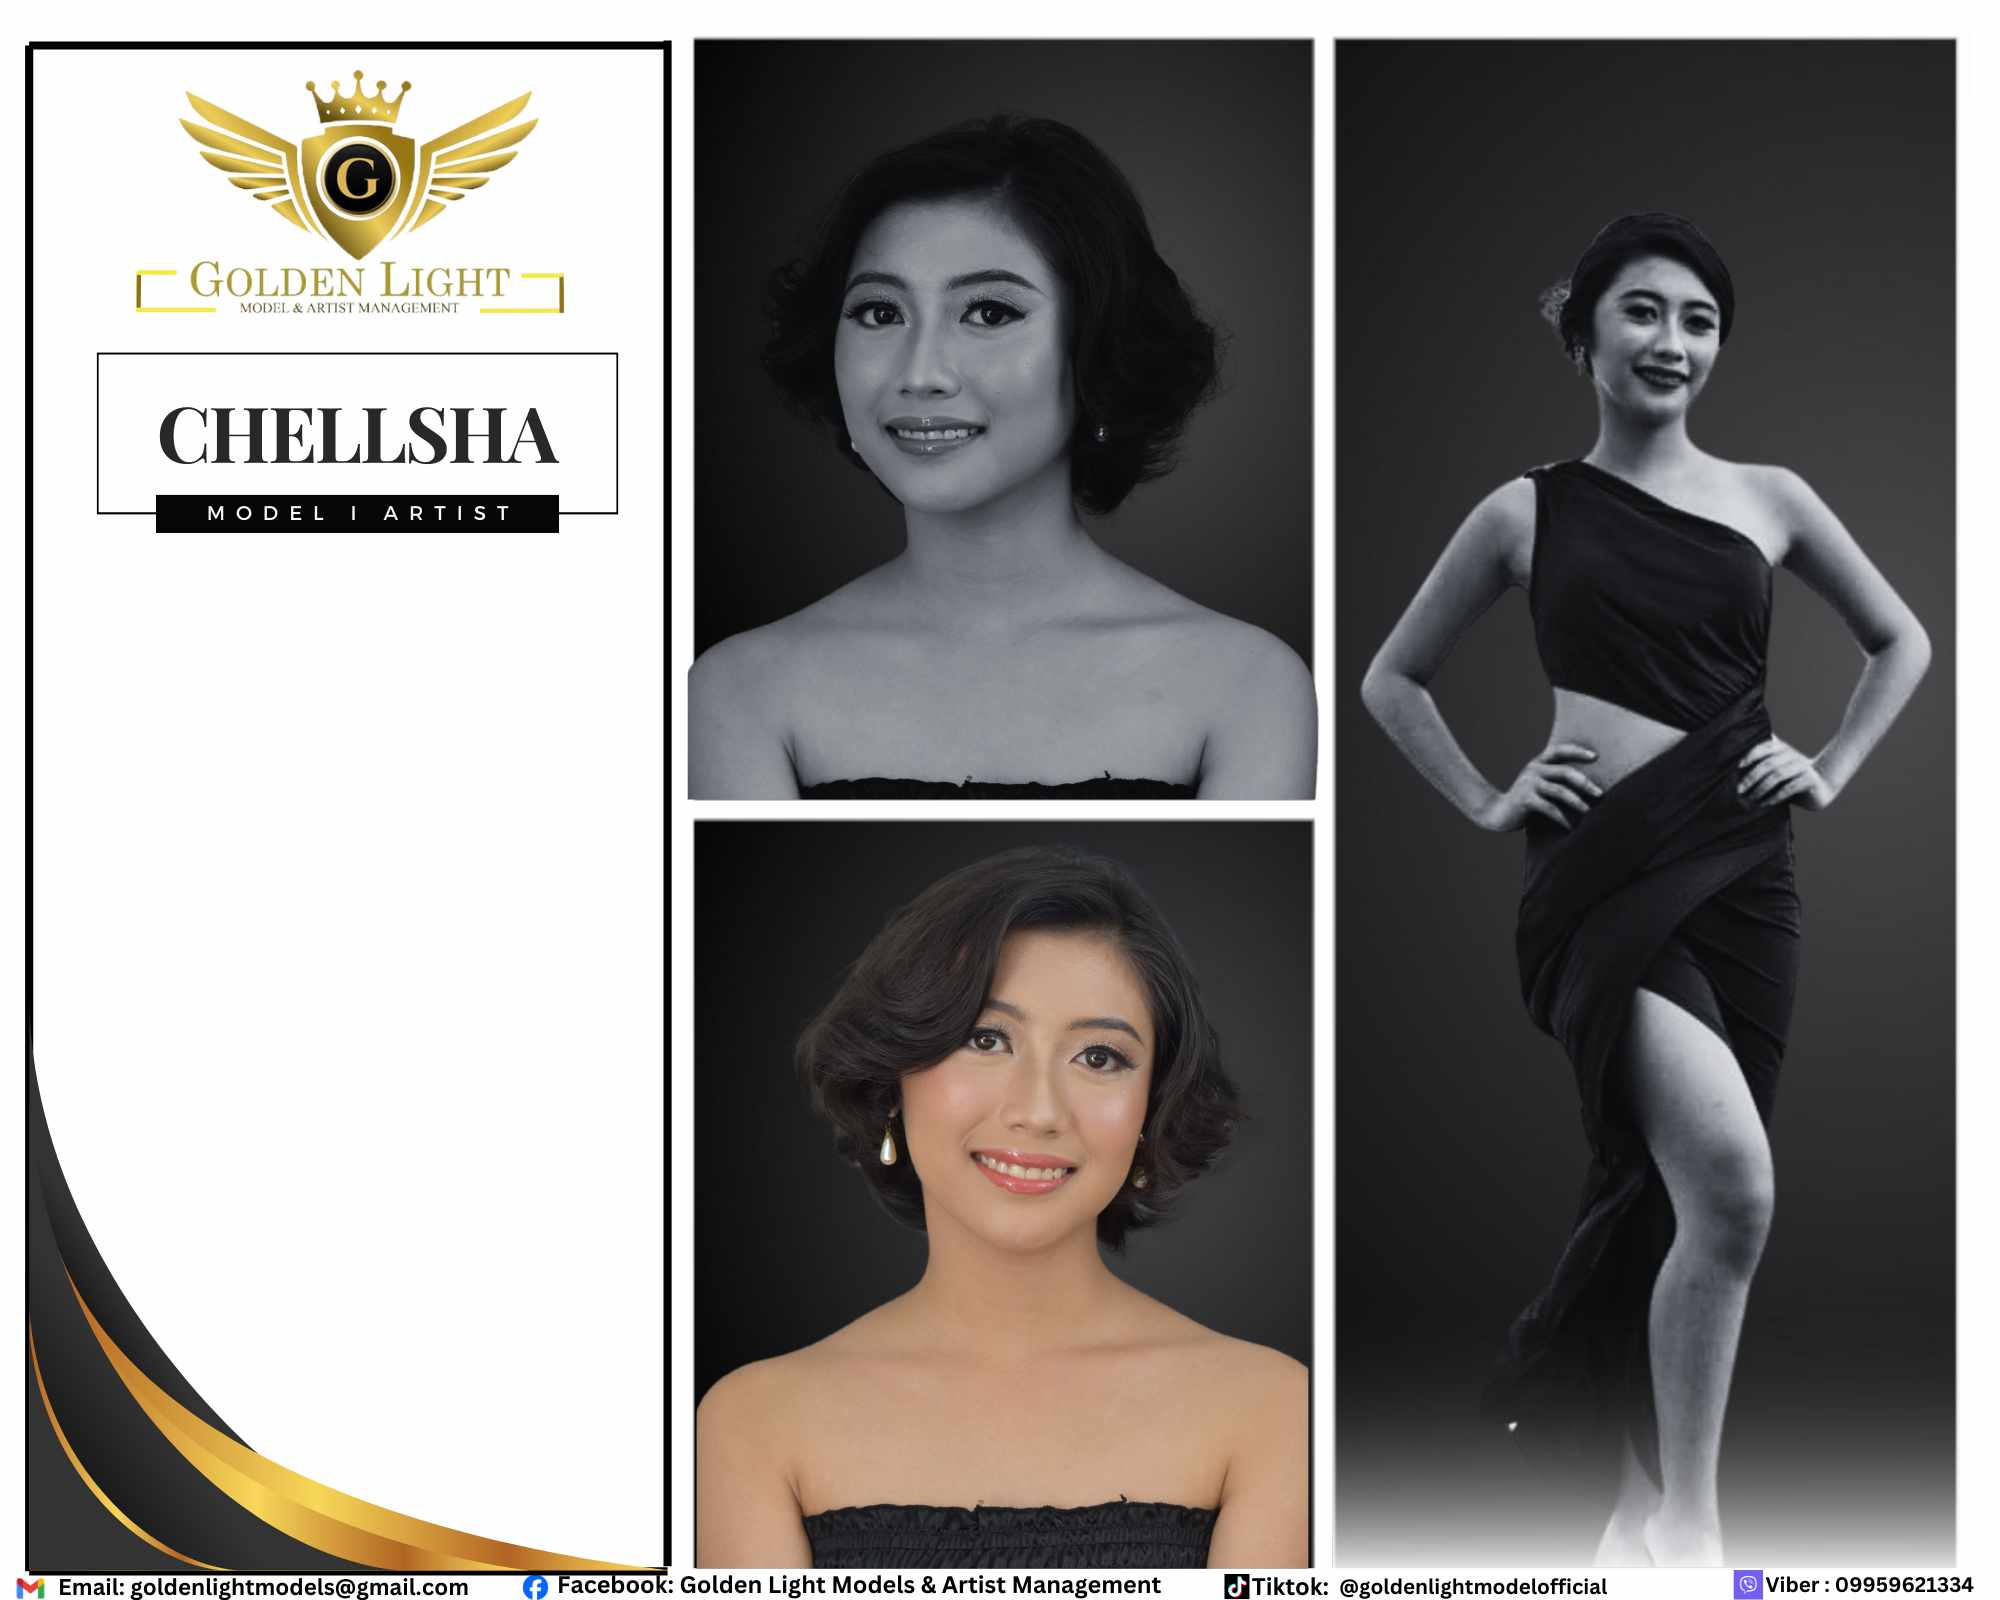 G
GOLDEN LIGHT
MODEL & ARTIST MANAGEMENT
CHELLSHA
MODEL I ARTIST
Email: goldenlightmodels@gmail.com
Facebook: Golden Light Models & Artist Management
Tiktok: @goldenlightmodelofficial
Viber : 09959621334